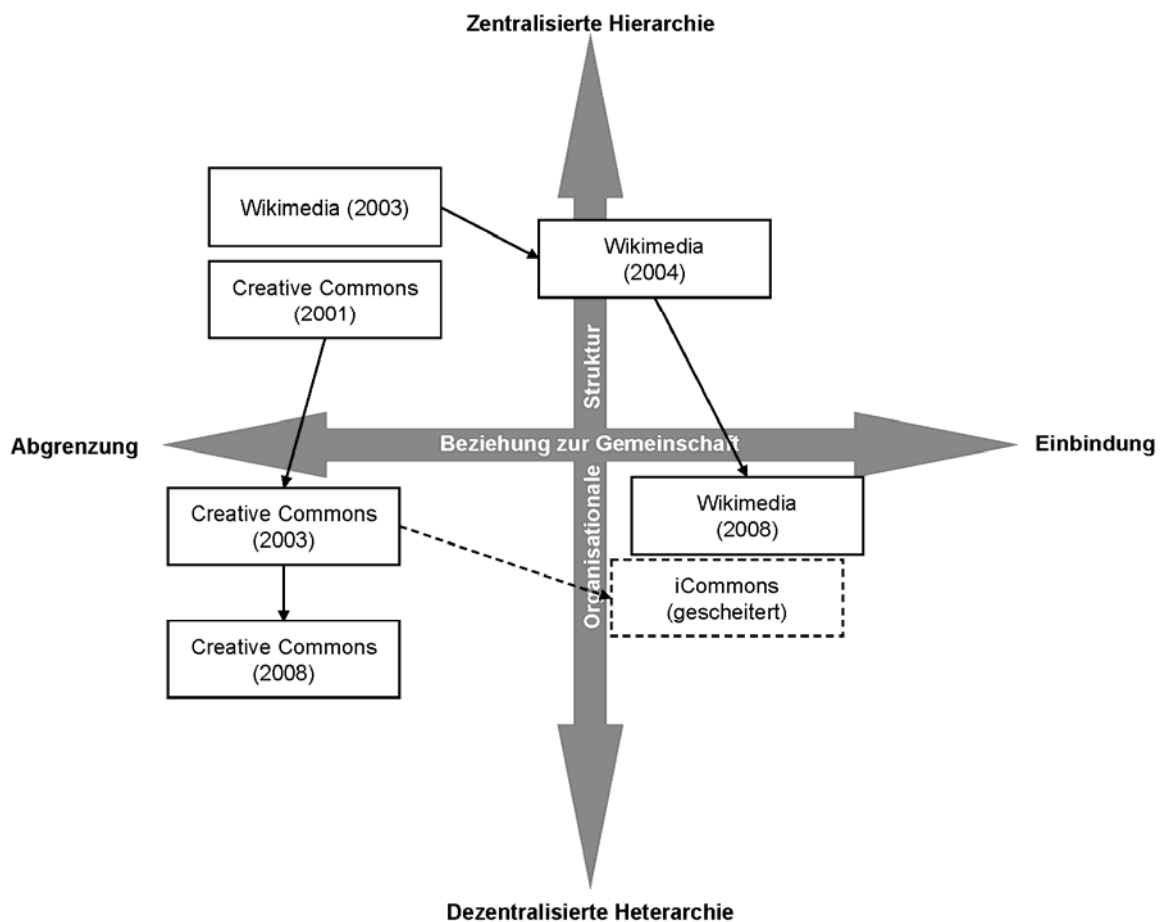 Zentralisierte Hierarchie
Wikimedia (2003)
Wikimedia
(2004)
Creative Commons
(2001)
Struktur
Abgrenzung
Beziehung zur Gemeinschaft
Einbindung
Organisationale
Creative Commons
(2003)
Wikimedia
(2008)
iCommons
(gescheitert)
Creative Commons
(2008)
Dezentralisierte Heterarchie